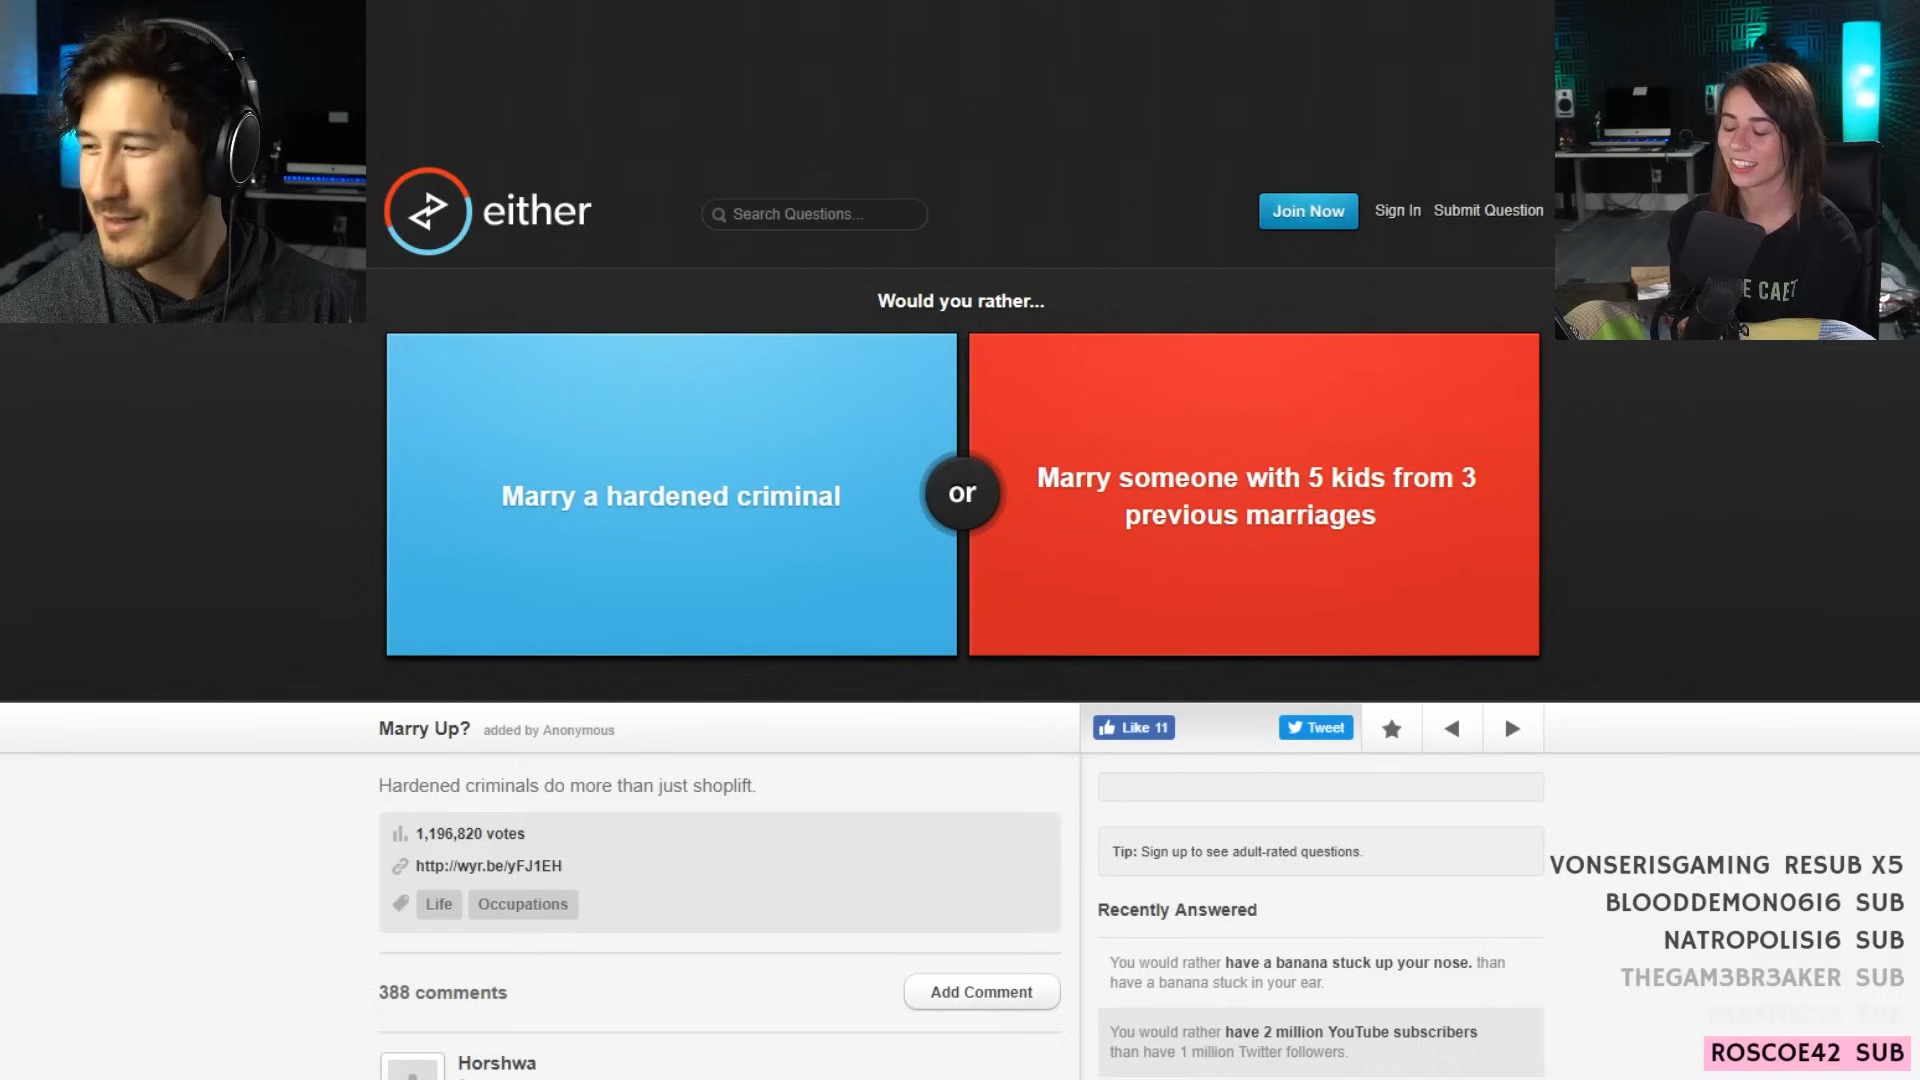 either
Search Questions...
Join Now
Sign In
Submit Question
E CAET
Would you rather...
Marry a hardened criminal
or
Marry someone with 5 kids from 3
previous marriages
Marry Up?
added by Anonymous
Like 11
Tweet
Hardened criminals do more than just shoplift.
1,196,820 votes
http://wyr.be/yFJ1EH
Life
Occupations
388 comments
Add Comment
Horshwa
Tip: Sign up to see adult-rated questions.
Recently Answered
You would rather have a banana stuck up your nose. than
have a banana stuck in your ear.
You would rather have 2 million YouTube subscribers
than have 1 million Twitter followers.
VONSERISGAMING RESUB X5
BLOODDEMON0616 SUB
NATROPOLIS16 SUB
THEGAM3BR3AKER SUB
ROSCOE42 SUB